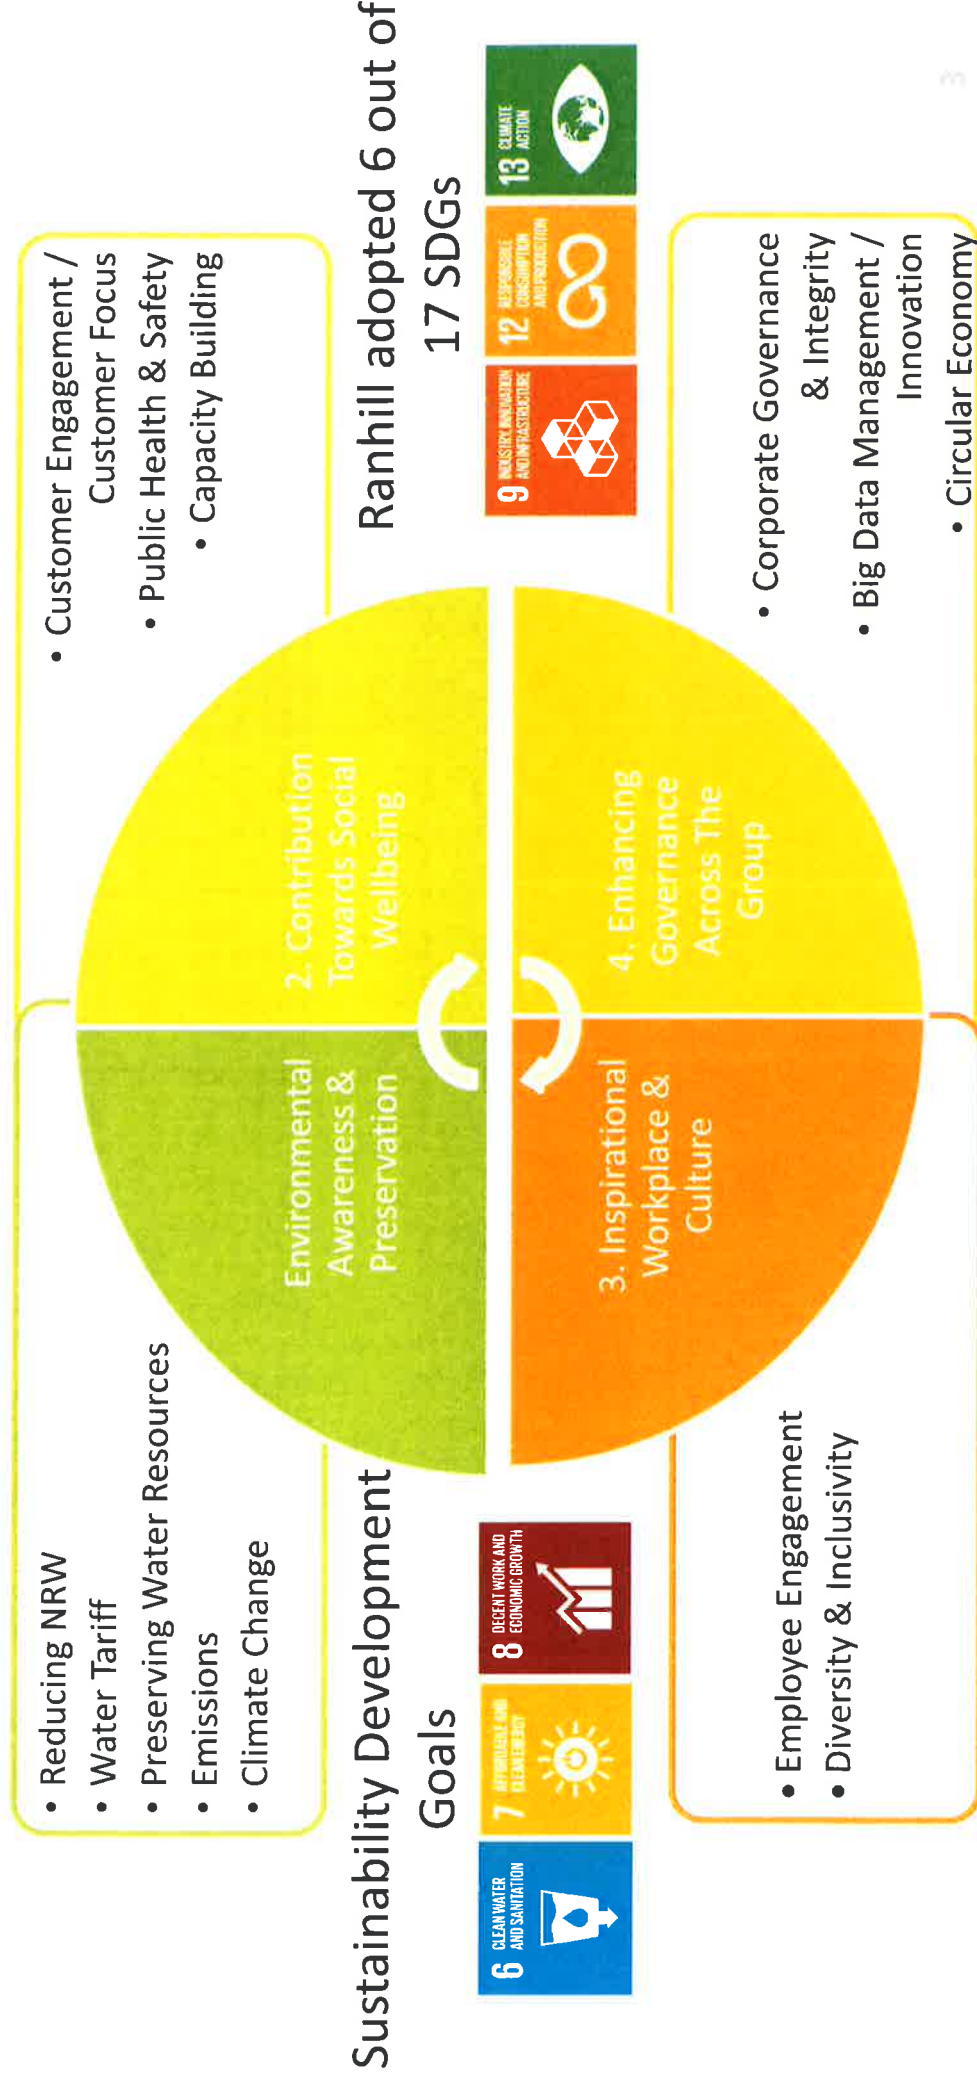 • Reducing NRW
• Water Tariff
• Preserving Water Resources
• Emissions
• Climate Change
• Customer Engagement /
Customer Focus
• Public Health & Safety
• Capacity Building
Environmental
Awareness &
Preservation
2. Contribution
Towards Social
Wellbeing
Sustainability Development
Goals
6 CLEAN WATER
AND SANITATION
7 AFFORDABLE AND
CLEAN ENERGY
8 DECENT WORK AND
ECONOMIC GROWTH
Ranhill adopted 6 out of
17 SDGs
9 INDUSTRY, INNOVATION
AND INFRASTRUCTURE
12 RESPONSIBLE
CONSUMPTION
AND PRODUCTION
13 CLIMATE
ACTION
3. Inspirational
Workplace &
Culture
4. Enhancing
Governance
Across The
Group
• Employee Engagement
• Diversity & Inclusivity
• Corporate Governance
& Integrity
• Big Data Management /
Innovation
• Circular Economy
3